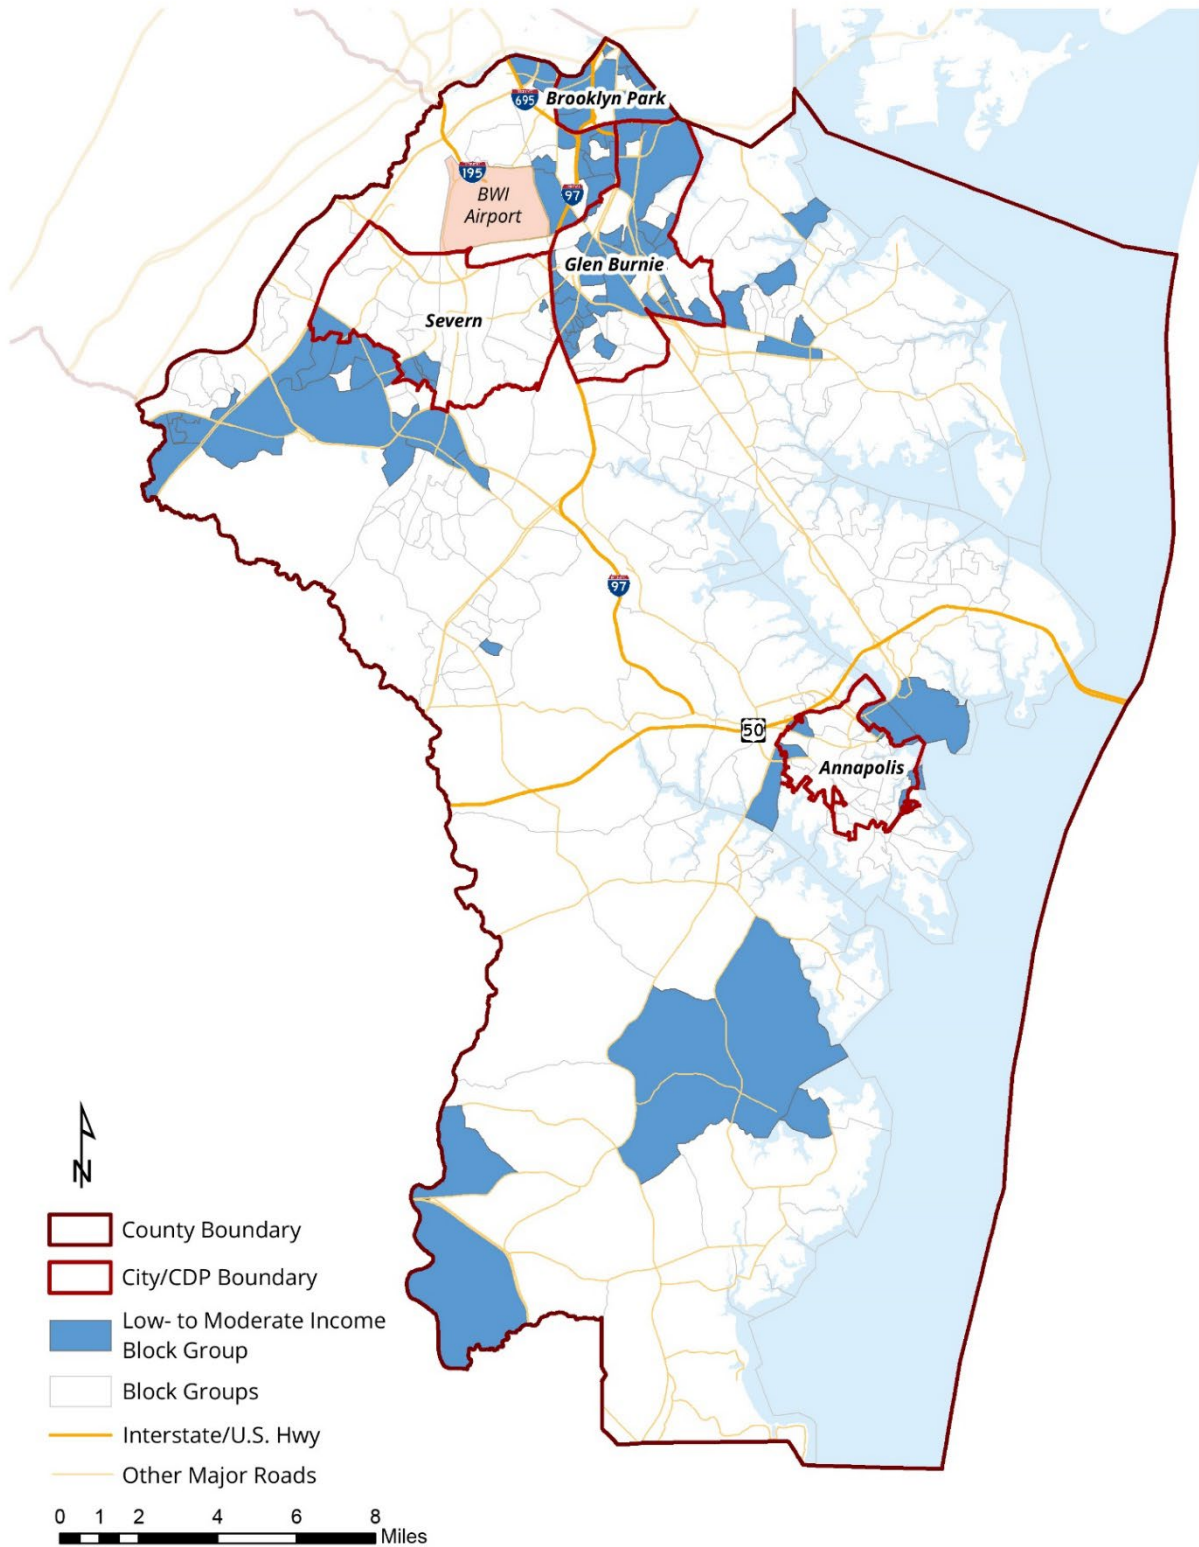 Brooklyn Park
695
195
BWI
Airport
97
Glen Burnie
Severn
97
50
Annapolis
N
County Boundary
City/CDP Boundary
Low- to Moderate Income
Block Group
Block Groups
Interstate/U.S. Hwy
Other Major Roads
0 1 2 4 6 8
Miles